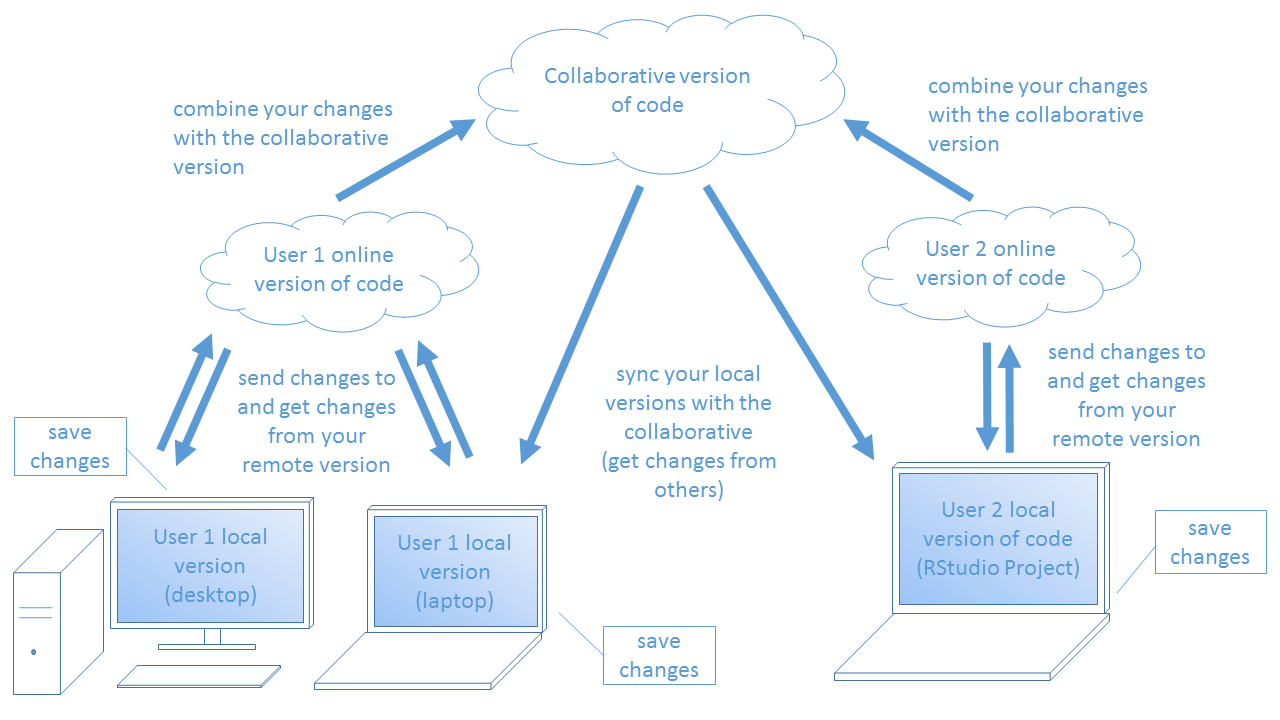 Collaborative version
of code
combine your changes
with the collaborative
version
combine your changes
with the collaborative
version
User 1 online
version of code
User 2 online
version of code
send changes to
and get changes
from your
remote version
sync your local
versions with the
collaborative
(get changes from
others)
send changes to
and get changes
from your
remote version
save
changes
User 1 local
version
(desktop)
User 1 local
version
(laptop)
save
changes
User 2 local
version of code
(RStudio Project)
save
changes